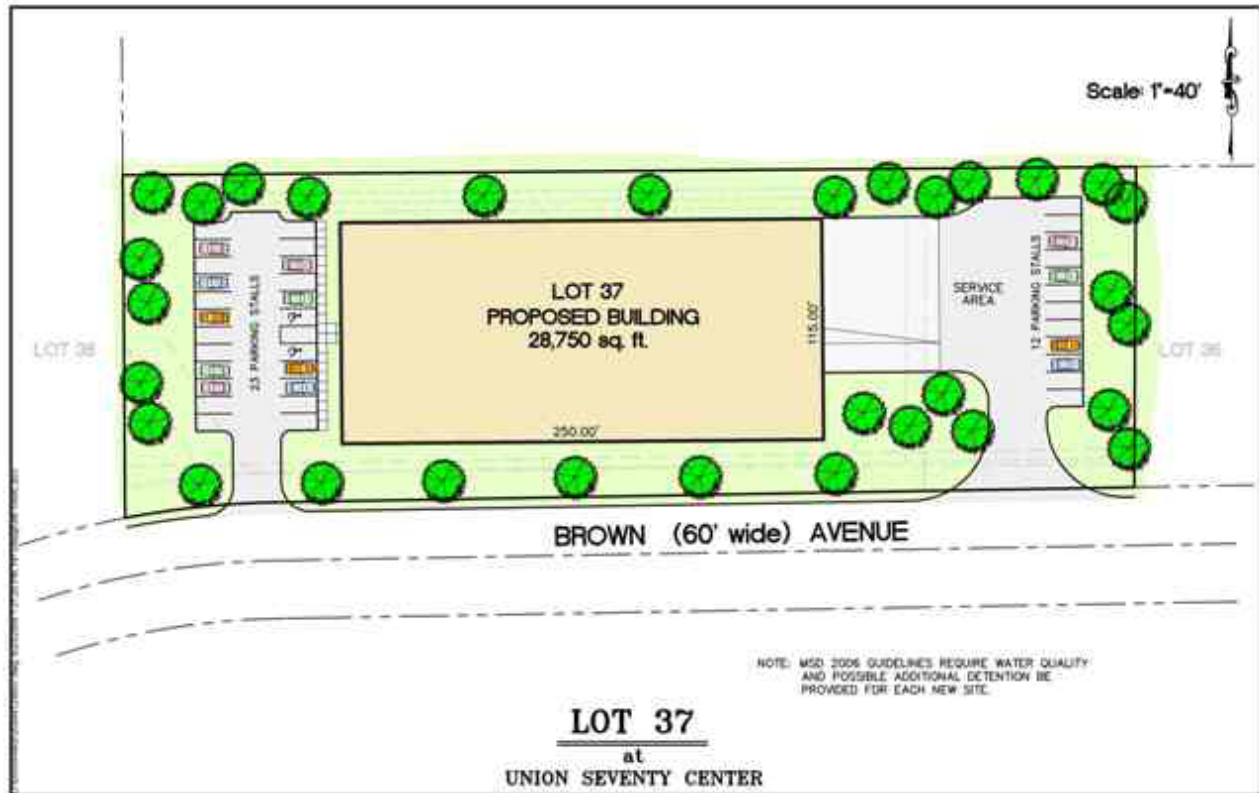 Scale: 1"=40'
LOT 37
PROPOSED BUILDING
28,750 sq. ft.
115.00'
250.00'
23 PARKING STALLS
9'
9'
SERVICE
AREA
12 PARKING STALLS
LOT 38
LOT 36
BROWN (60' wide) AVENUE
NOTE: MSD 2006 GUIDELINES REQUIRE WATER QUALITY
AND POSSIBLE ADDITIONAL DETENTION BE
PROVIDED FOR EACH NEW SITE.
LOT 37
at
UNION SEVENTY CENTER